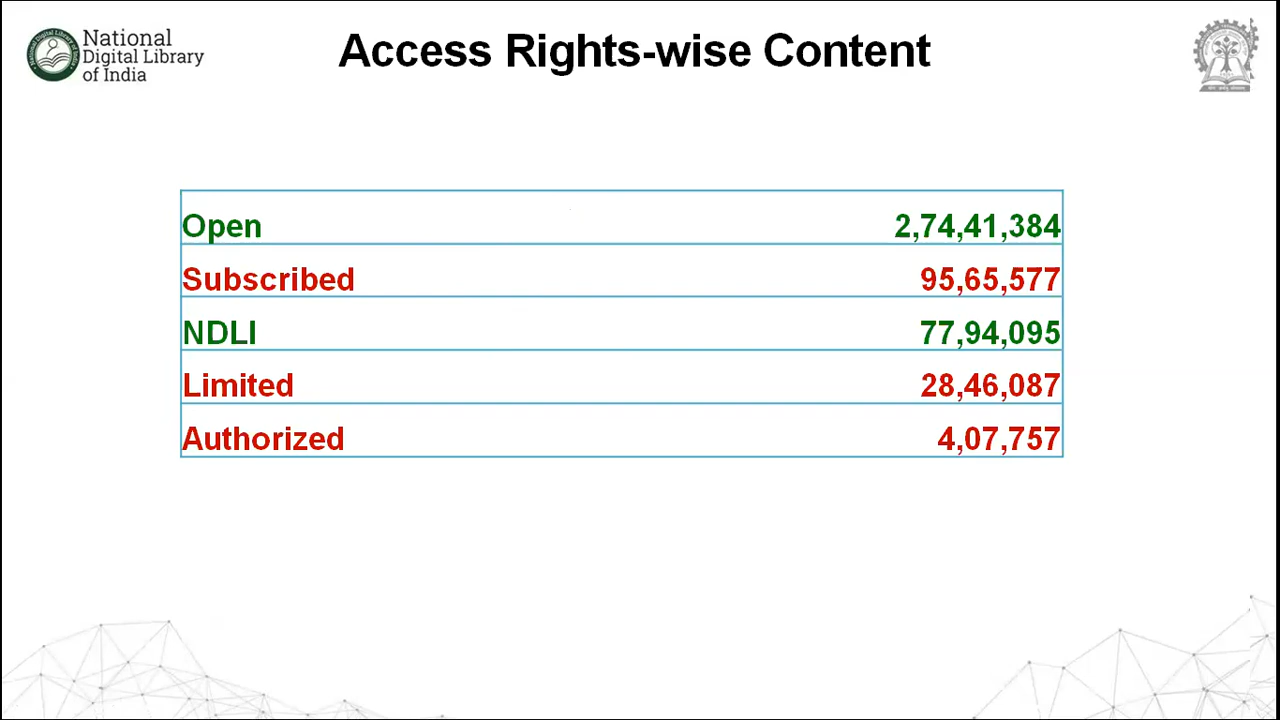 National
Digital Library
of India
Access Rights-wise Content
Open 2,74,41,384
Subscribed 95,65,577
NDLI 77,94,095
Limited 28,46,087
Authorized 4,07,757